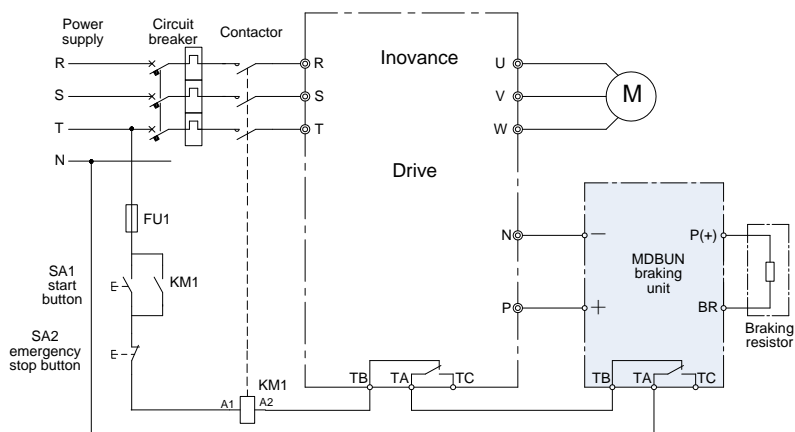 Power
supply
Circuit
breaker
Contactor
R
S
T
N
R
S
T
Inovance
Drive
U
V
W
M
N
P
FU1
SA1
start
button
KM1
SA2
emergency
stop button
KM1
A1
A2
TB
TA
TC
MDBUN
braking
unit
P(+)
BR
Braking
resistor
TB
TA
TC